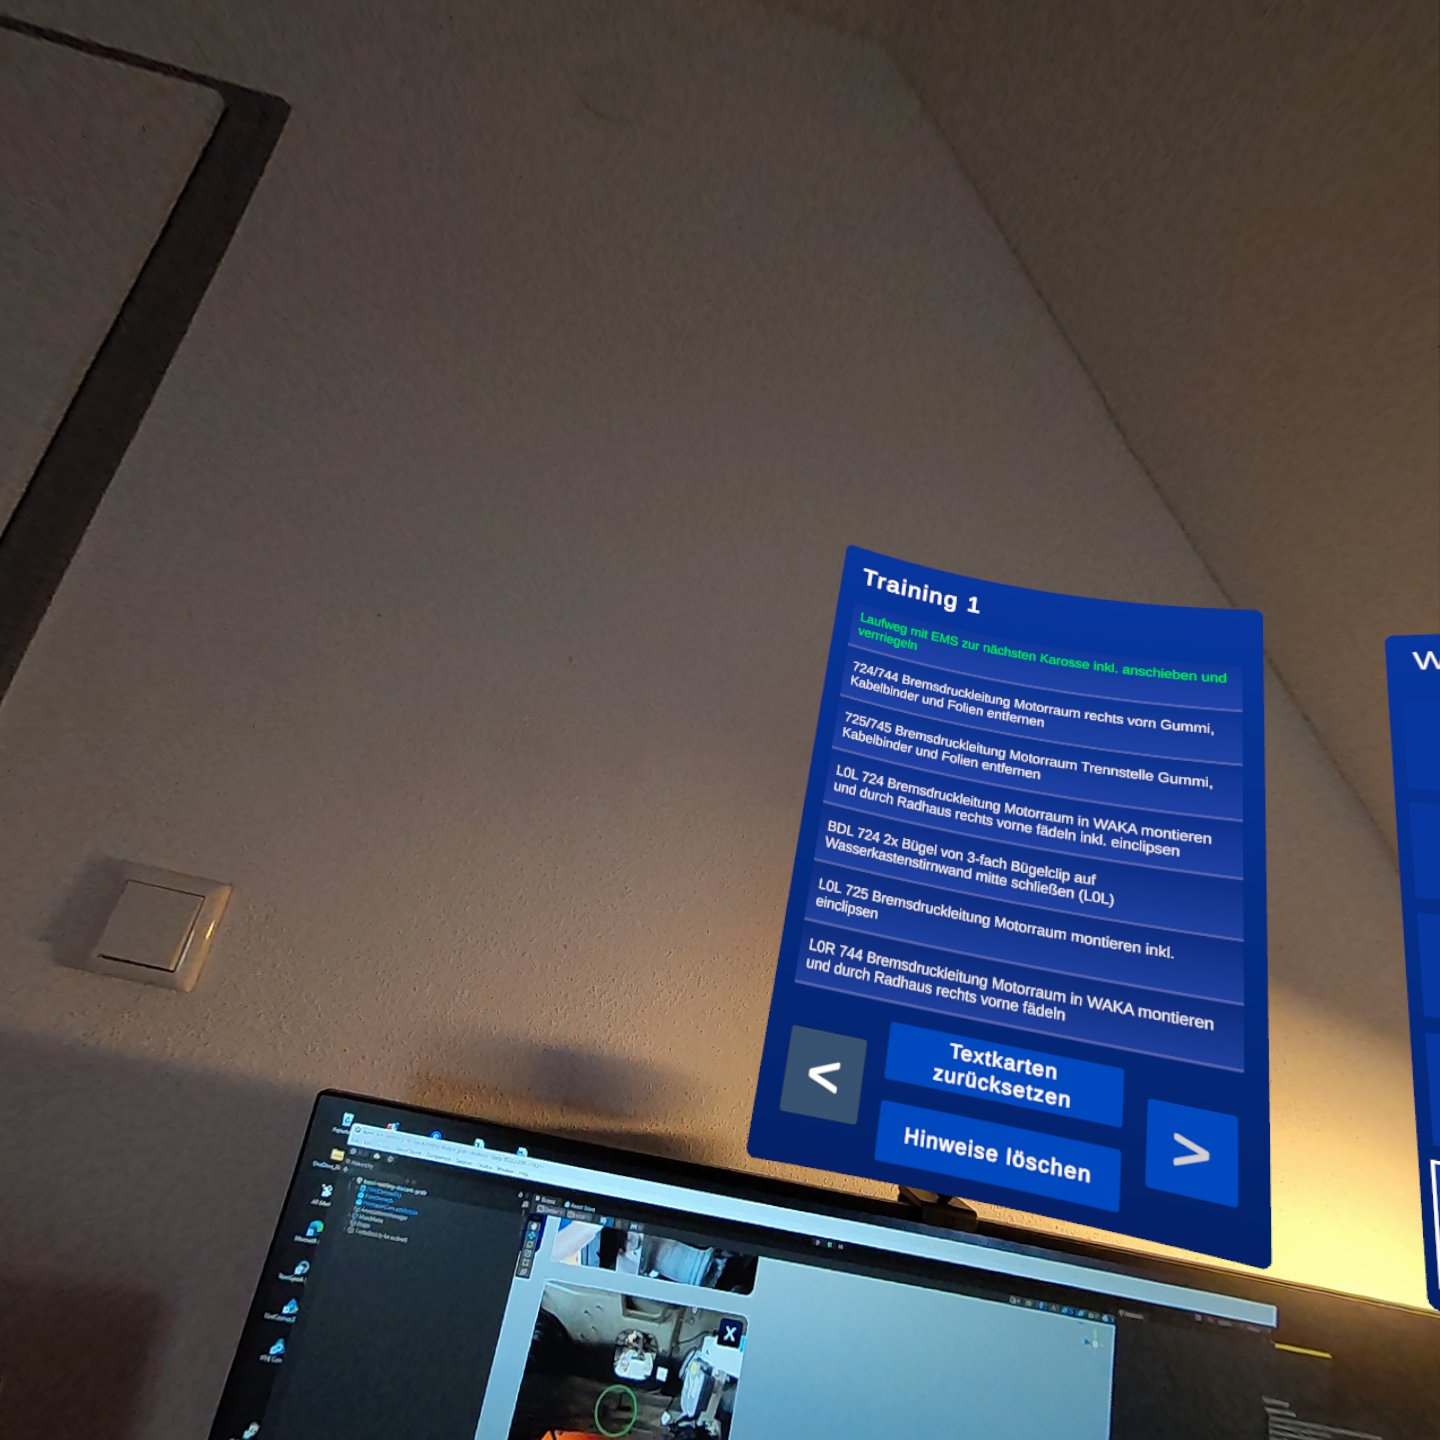 Training 1
Laufweg mit EMS zur nächsten Karosse inkl. anschieben und
verrriegeln
724/744 Bremsdruckleitung Motorraum rechts vorn Gummi,
Kabelbinder und Folien entfernen
725/745 Bremsdruckleitung Motorraum Trennstelle Gummi,
Kabelbinder und Folien entfernen
L0L 724 Bremsdruckleitung Motorraum in WAKA montieren
und durch Radhaus rechts vorne fädeln inkl. einclipsen
BDL 724 2x Bügel von 3-fach Bügelclip auf
Wasserkastenstirnwand mitte schließen (L0L)
L0L 725 Bremsdruckleitung Motorraum montieren inkl.
einclipsen
L0R 744 Bremsdruckleitung Motorraum in WAKA montieren
und durch Radhaus rechts vorne fädeln
<
Textkarten
zurücksetzen
Hinweise löschen
>
W
X